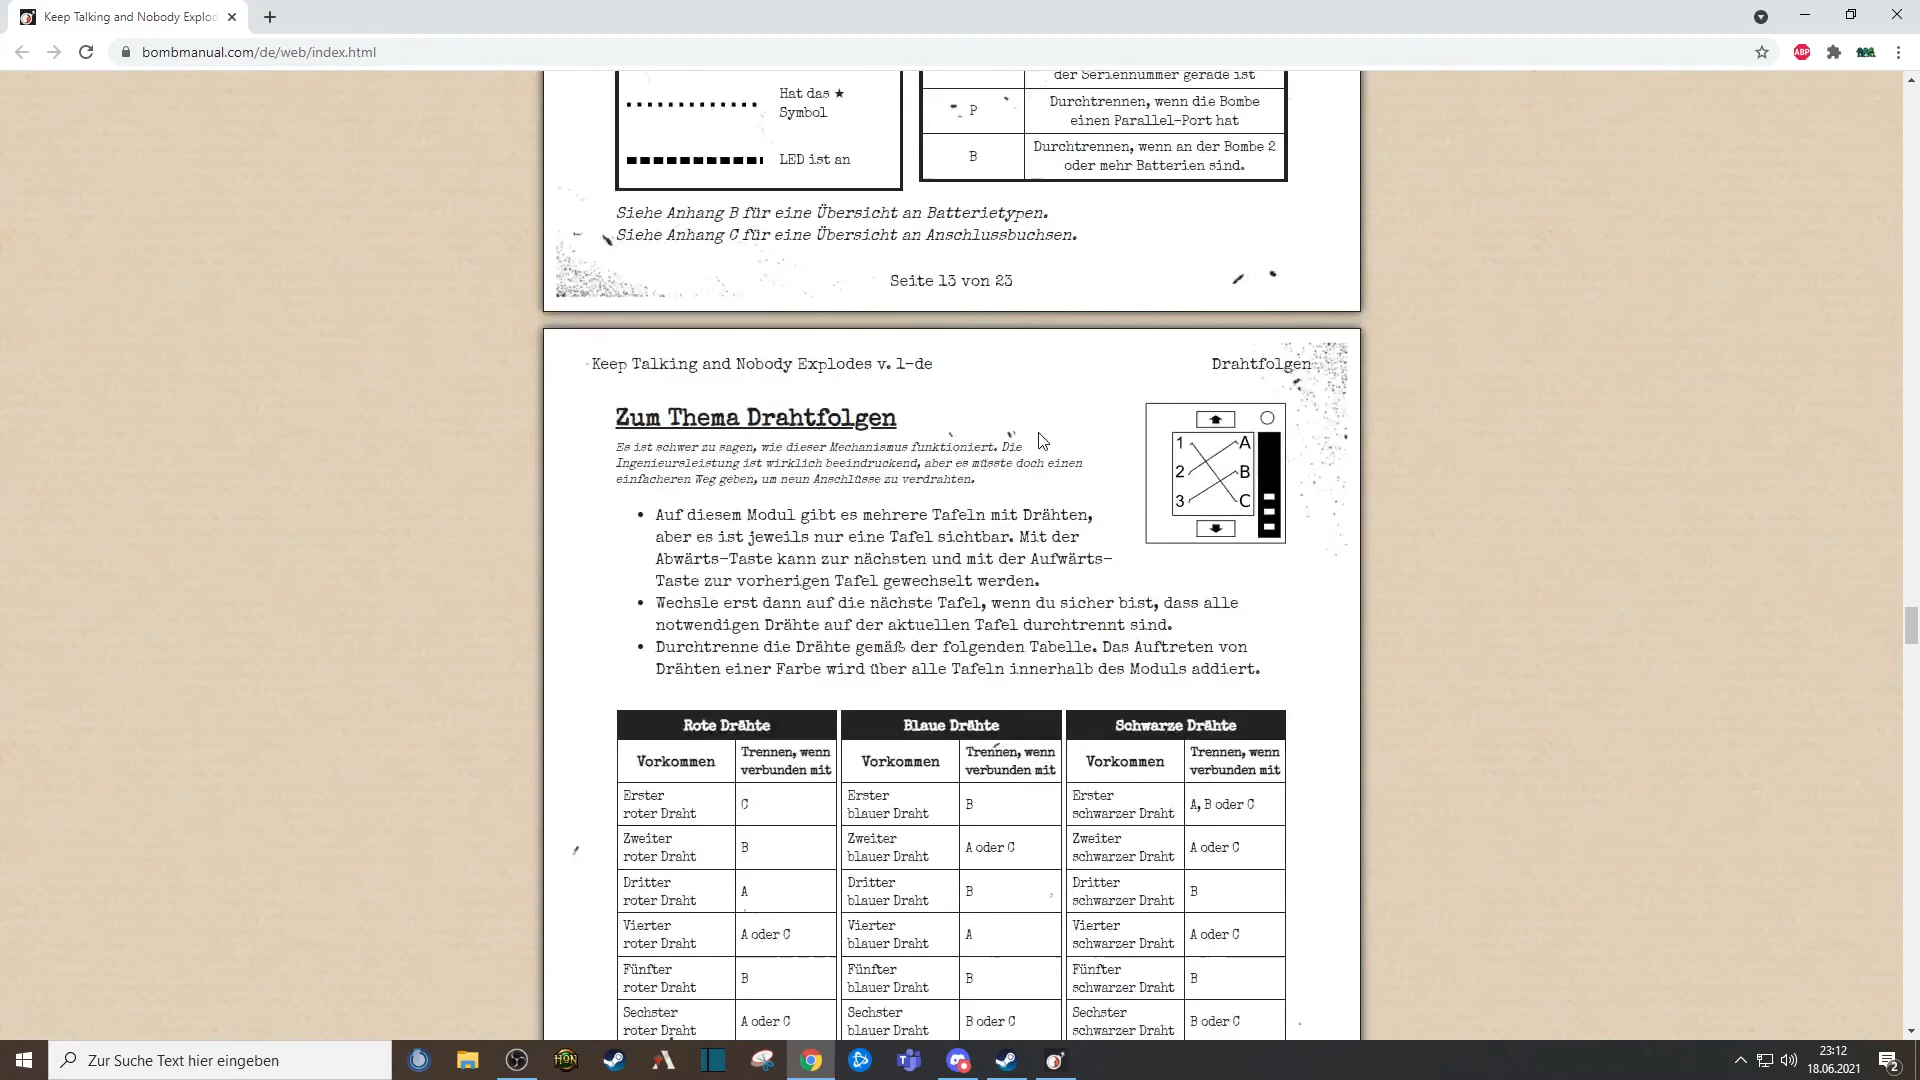 Keep Talking and Nobody Explod
bombmanual.com/de/web/index.html
ABP
Hat das ★
Symbol
LED ist an
der Seriennummer gerade ist
P
Durchtrennen, wenn die Bombe
einen Parallel-Port hat
B
Durchtrennen, wenn an der Bombe 2
oder mehr Batterien sind.
Siehe Anhang B für eine Übersicht an Batterietypen.
Siehe Anhang C für eine Übersicht an Anschlussbuchsen.
Seite 13 von 23
Keep Talking and Nobody Explodes v. 1-de
Drahtfolgen
Zum Thema Drahtfolgen
Es ist schwer zu sagen, wie dieser Mechanismus funktioniert. Die
Ingenieursleistung ist wirklich beeindruckend, aber es müsste doch einen
einfacheren Weg geben, um neun Anschlüsse zu verdrahten.
1 A
2 B
3 C
• Auf diesem Modul gibt es mehrere Tafeln mit Drähten,
aber es ist jeweils nur eine Tafel sichtbar. Mit der
Abwärts-Taste kann zur nächsten und mit der Aufwärts-
Taste zur vorherigen Tafel gewechselt werden.
• Wechsle erst dann auf die nächste Tafel, wenn du sicher bist, dass alle
notwendigen Drähte auf der aktuellen Tafel durchtrennt sind.
• Durchtrenne die Drähte gemäß der folgenden Tabelle. Das Auftreten von
Drähten einer Farbe wird über alle Tafeln innerhalb des Moduls addiert.
Rote Drähte
Vorkommen
Trennen, wenn
verbunden mit
Erster
roter Draht
C
Zweiter
roter Draht
B
Dritter
roter Draht
A
Vierter
roter Draht
A oder C
Fünfter
roter Draht
B
Sechster
roter Draht
A oder C
Blaue Drähte
Vorkommen
Trennen, wenn
verbunden mit
Erster
blauer Draht
B
Zweiter
blauer Draht
A oder C
Dritter
blauer Draht
B
Vierter
blauer Draht
A
Fünfter
blauer Draht
B
Sechster
blauer Draht
B oder C
Schwarze Drähte
Vorkommen
Trennen, wenn
verbunden mit
Erster
schwarzer Draht
A, B oder C
Zweiter
schwarzer Draht
A oder C
Dritter
schwarzer Draht
B
Vierter
schwarzer Draht
A oder C
Fünfter
schwarzer Draht
B
Sechster
schwarzer Draht
B oder C
Zur Suche Text hier eingeben
HON
23:12
18.06.2021
2